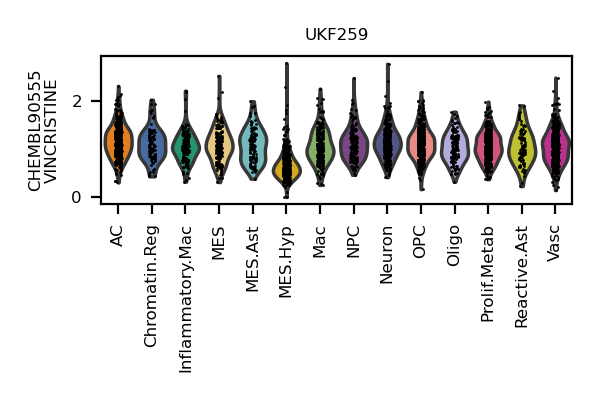 UKF259
CHEMBL90555
VINCRISTINE
2
0
AC
Chromatin.Reg
Inflammatory.Mac
MES
MES.Ast
MES.Hyp
Mac
NPC
Neuron
OPC
Oligo
Prolif.Metab
Reactive.Ast
Vasc